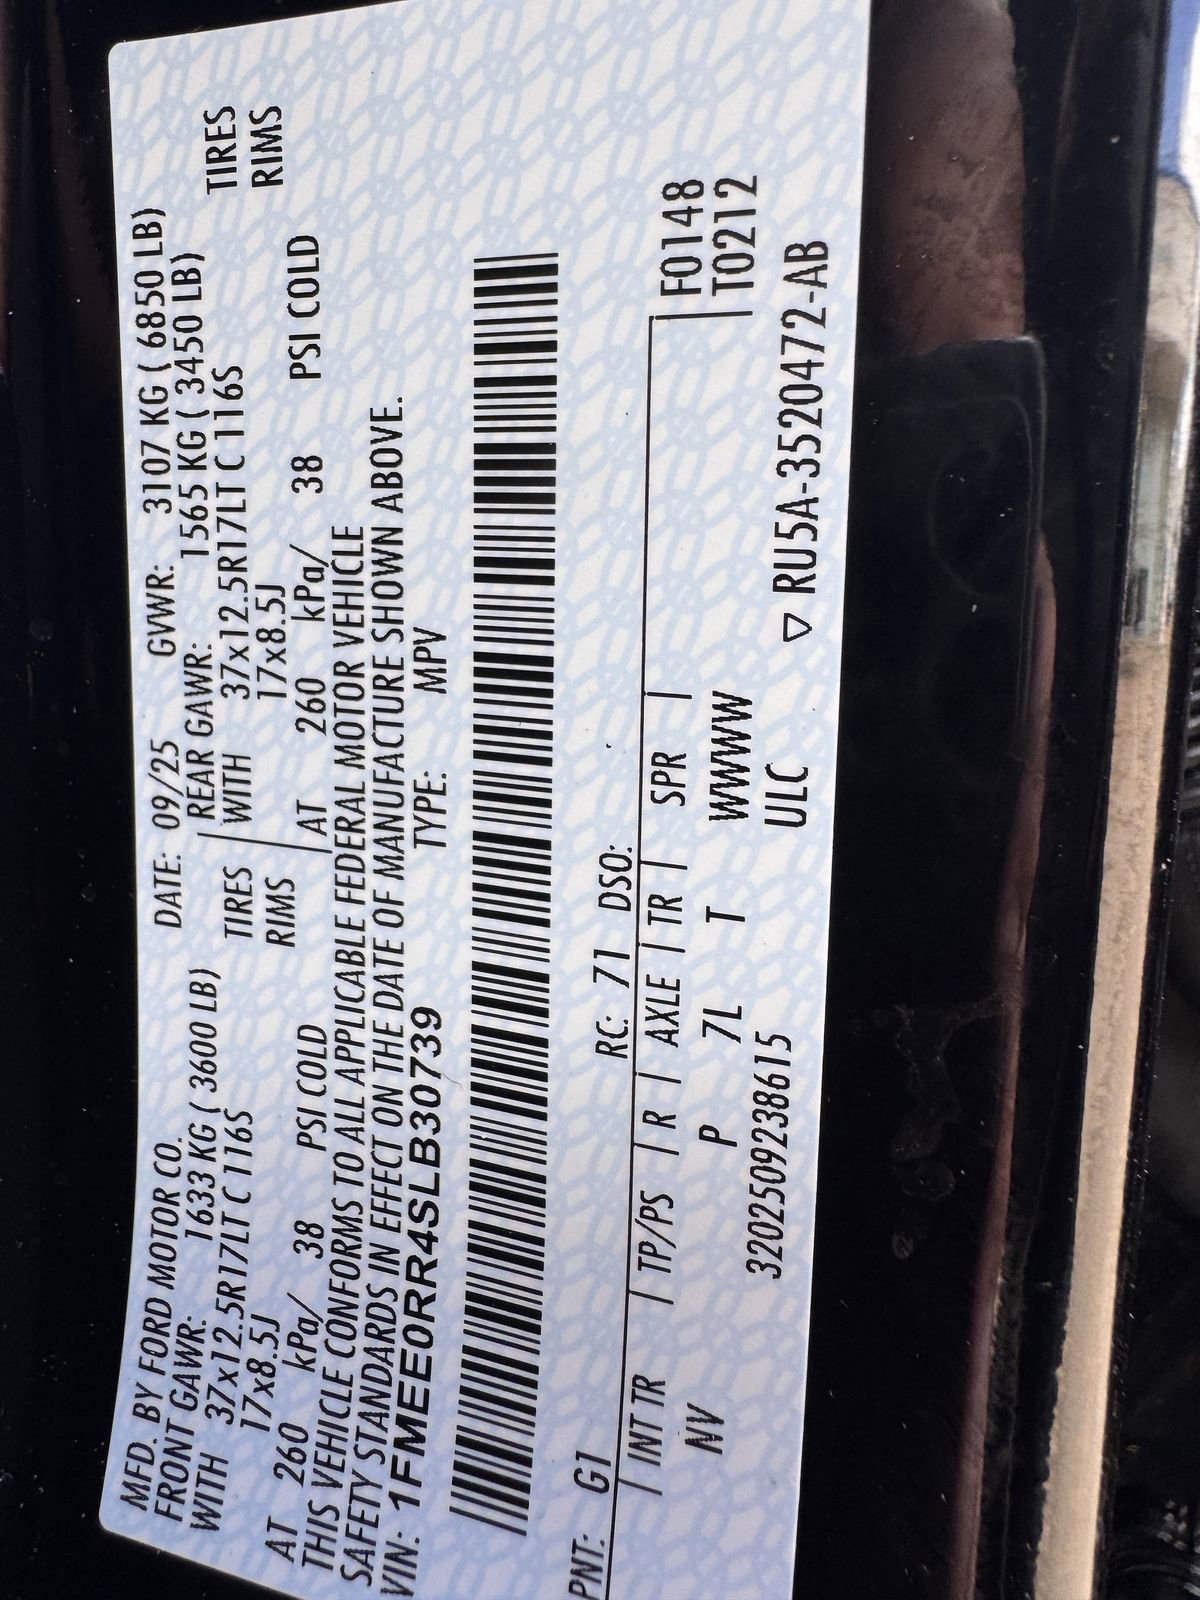 MFD. BY FORD MOTOR CO. DATE: 09/25 GVWR: 3107 KG ( 6850 LB)
FRONT GAWR: 1633 KG ( 3600 LB) REAR GAWR: 1565 KG ( 3450 LB)
WITH 37x12.5R17LT C 116S TIRES WITH 37x12.5R17LT C 116S TIRES
17x8.5J RIMS 17x8.5J RIMS
AT 260 kPa/ 38 PSI COLD AT 260 kPa/ 38 PSI COLD
THIS VEHICLE CONFORMS TO ALL APPLICABLE FEDERAL MOTOR VEHICLE
SAFETY STANDARDS IN EFFECT ON THE DATE OF MANUFACTURE SHOWN ABOVE.
VIN: 1FMEE0RR4SLB30739 TYPE: MPV
PNT: G1 RC: 71 DSO:
INT TR TP/PS R AXLE TR SPR F0148
NV P 7L T WWWW T0212
3202509238615 ULC
▽ RU5A-3520472-AB